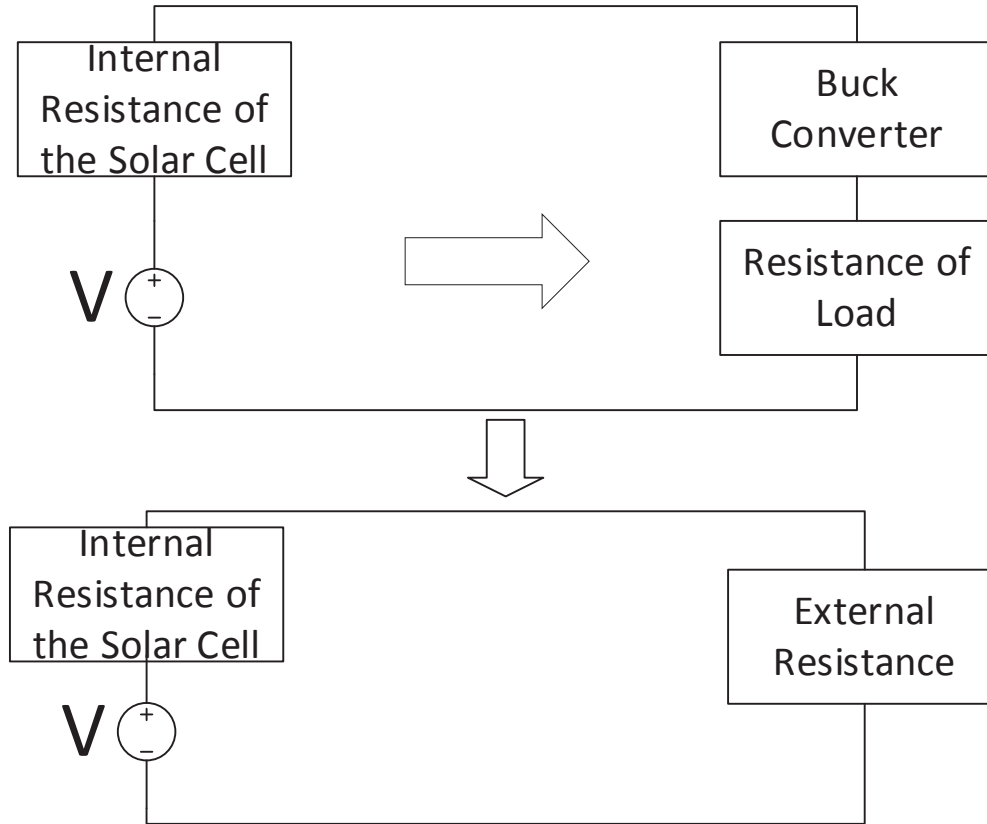 Internal
Resistance of
the Solar Cell
Buck
Converter
V
+
−
Resistance of
Load
Internal
Resistance of
the Solar Cell
External
Resistance
V
+
−